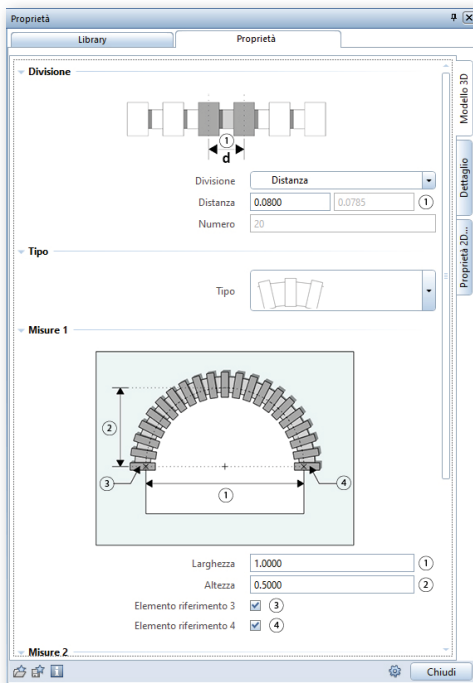 Proprietà
Library
Proprietà
Divisione
1
d
Divisione
Distanza
Distanza
0.0800
0.0785
1
Numero
20
Tipo
Tipo
Misure 1
2
3
1
4
Larghezza
1.0000
1
Altezza
0.5000
2
Elemento riferimento 3
3
Elemento riferimento 4
4
Misure 2
Modello 3D
Dettaglio
Proprietà 2D...
Chiudi